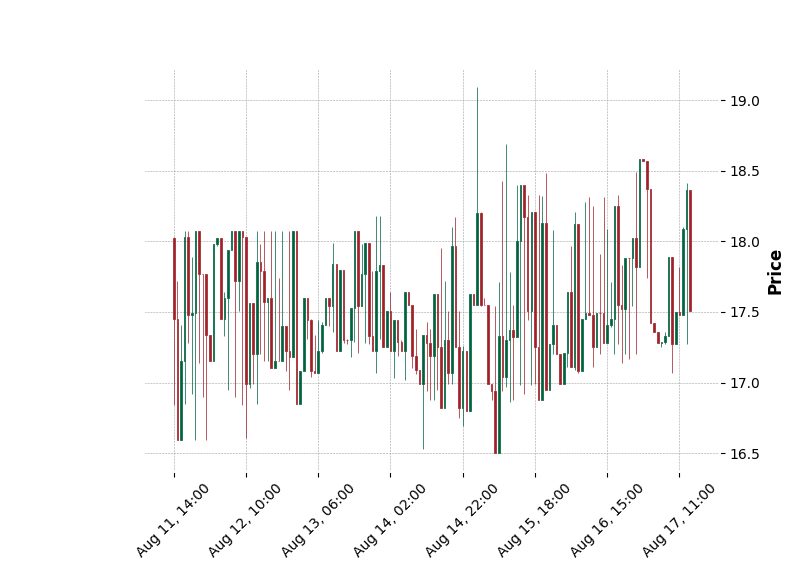 19.0
18.5
18.0
17.5
17.0
16.5
Price
Aug 11, 14:00
Aug 12, 10:00
Aug 13, 06:00
Aug 14, 02:00
Aug 14, 22:00
Aug 15, 18:00
Aug 16, 15:00
Aug 17, 11:00